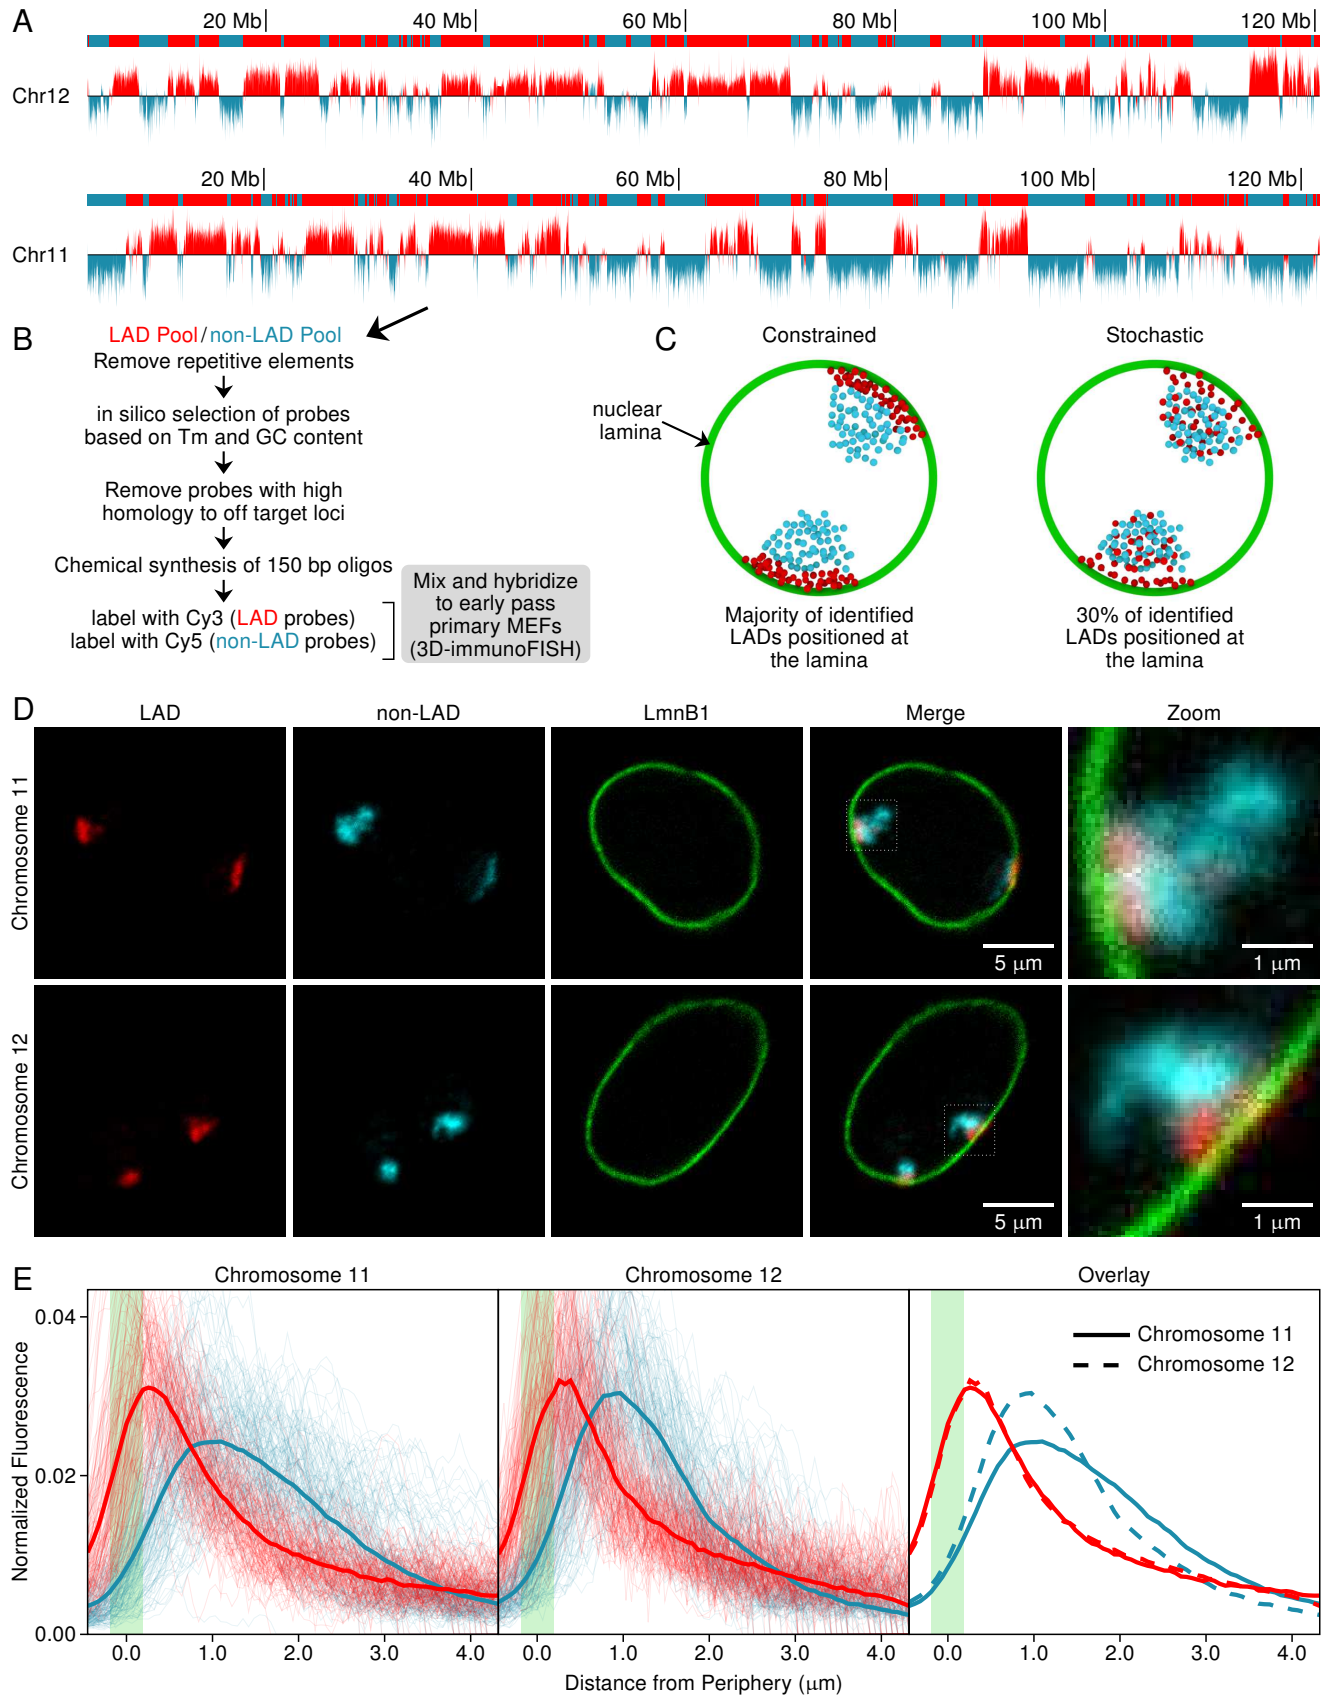 A
20 Mb 40 Mb 60 Mb 80 Mb 100 Mb 120 Mb
Chr12
20 Mb 40 Mb 60 Mb 80 Mb 100 Mb 120 Mb
Chr11
B
LAD Pool/non-LAD Pool
Remove repetitive elements
in silico selection of probes
based on Tm and GC content
Remove probes with high
homology to off target loci
Chemical synthesis of 150 bp oligos
label with Cy3 (LAD probes)
label with Cy5 (non-LAD probes)
Mix and hybridize
to early pass
primary MEFs
(3D-immunoFISH)
C
Constrained
Stochastic
nuclear
lamina
Majority of identified
LADs positioned at
the lamina
30% of identified
LADs positioned at
the lamina
D
LAD non-LAD LmnB1 Merge Zoom
Chromosome 11
5 μm
1 μm
Chromosome 12
5 μm
1 μm
E
Chromosome 11 Chromosome 12 Overlay
Normalized Fluorescence
0.04
0.02
0.00
Chromosome 11
Chromosome 12
0.0 1.0 2.0 3.0 4.0 0.0 1.0 2.0 3.0 4.0 0.0 1.0 2.0 3.0 4.0
Distance from Periphery (μm)